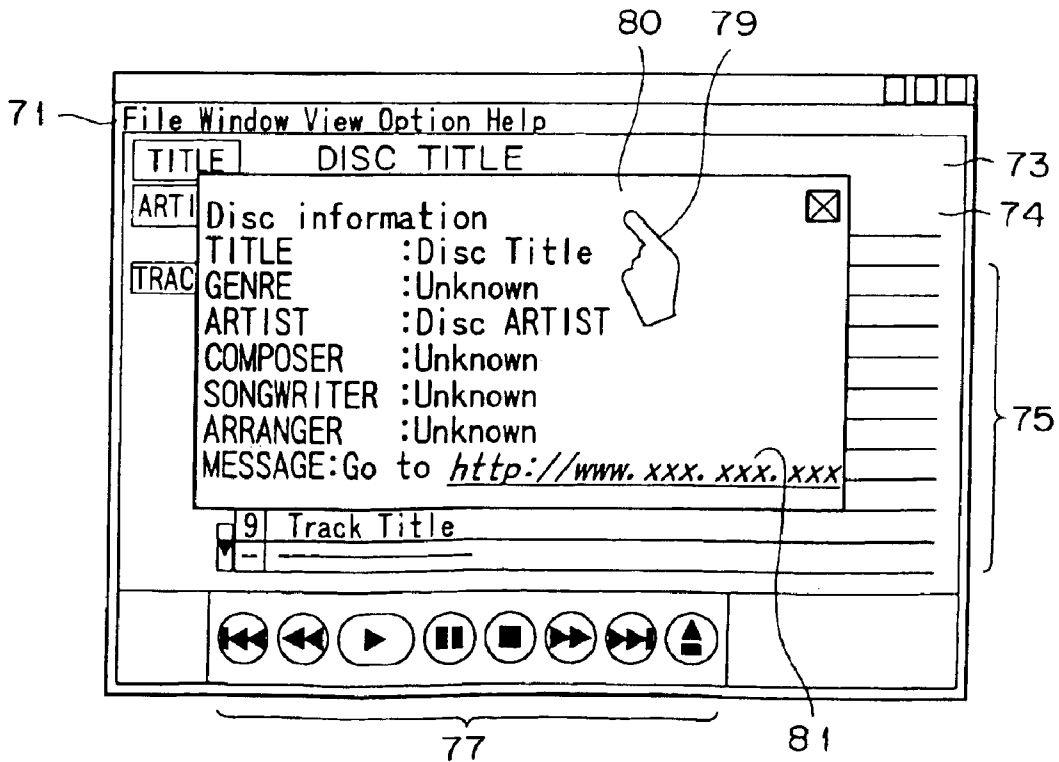 80 79
71
File Window View Option Help
TITLE DISC TITLE
73
ARTI
74
Disc information
TITLE :Disc Title
TRAC
GENRE :Unknown
ARTIST :Disc ARTIST
COMPOSER :Unknown
SONGWRITER :Unknown
75
ARRANGER :Unknown
MESSAGE:Go to http://www.xxx.xxx.xxx
9 Track Title
77
81